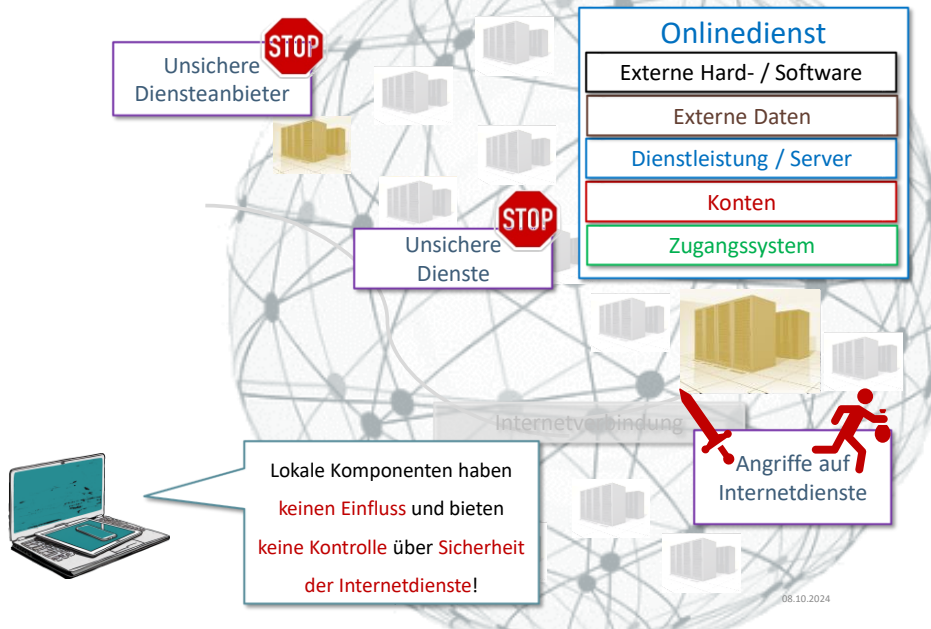 STOP
Unsichere
Diensteanbieter
Onlinedienst
Externe Hard- / Software
Externe Daten
Dienstleistung / Server
Konten
Zugangssystem
STOP
Unsichere
Dienste
Internetverbindung
Angriffe auf
Internetdienste
Lokale Komponenten haben
keinen Einfluss und bieten
keine Kontrolle über Sicherheit
der Internetdienste!
08.10.2024